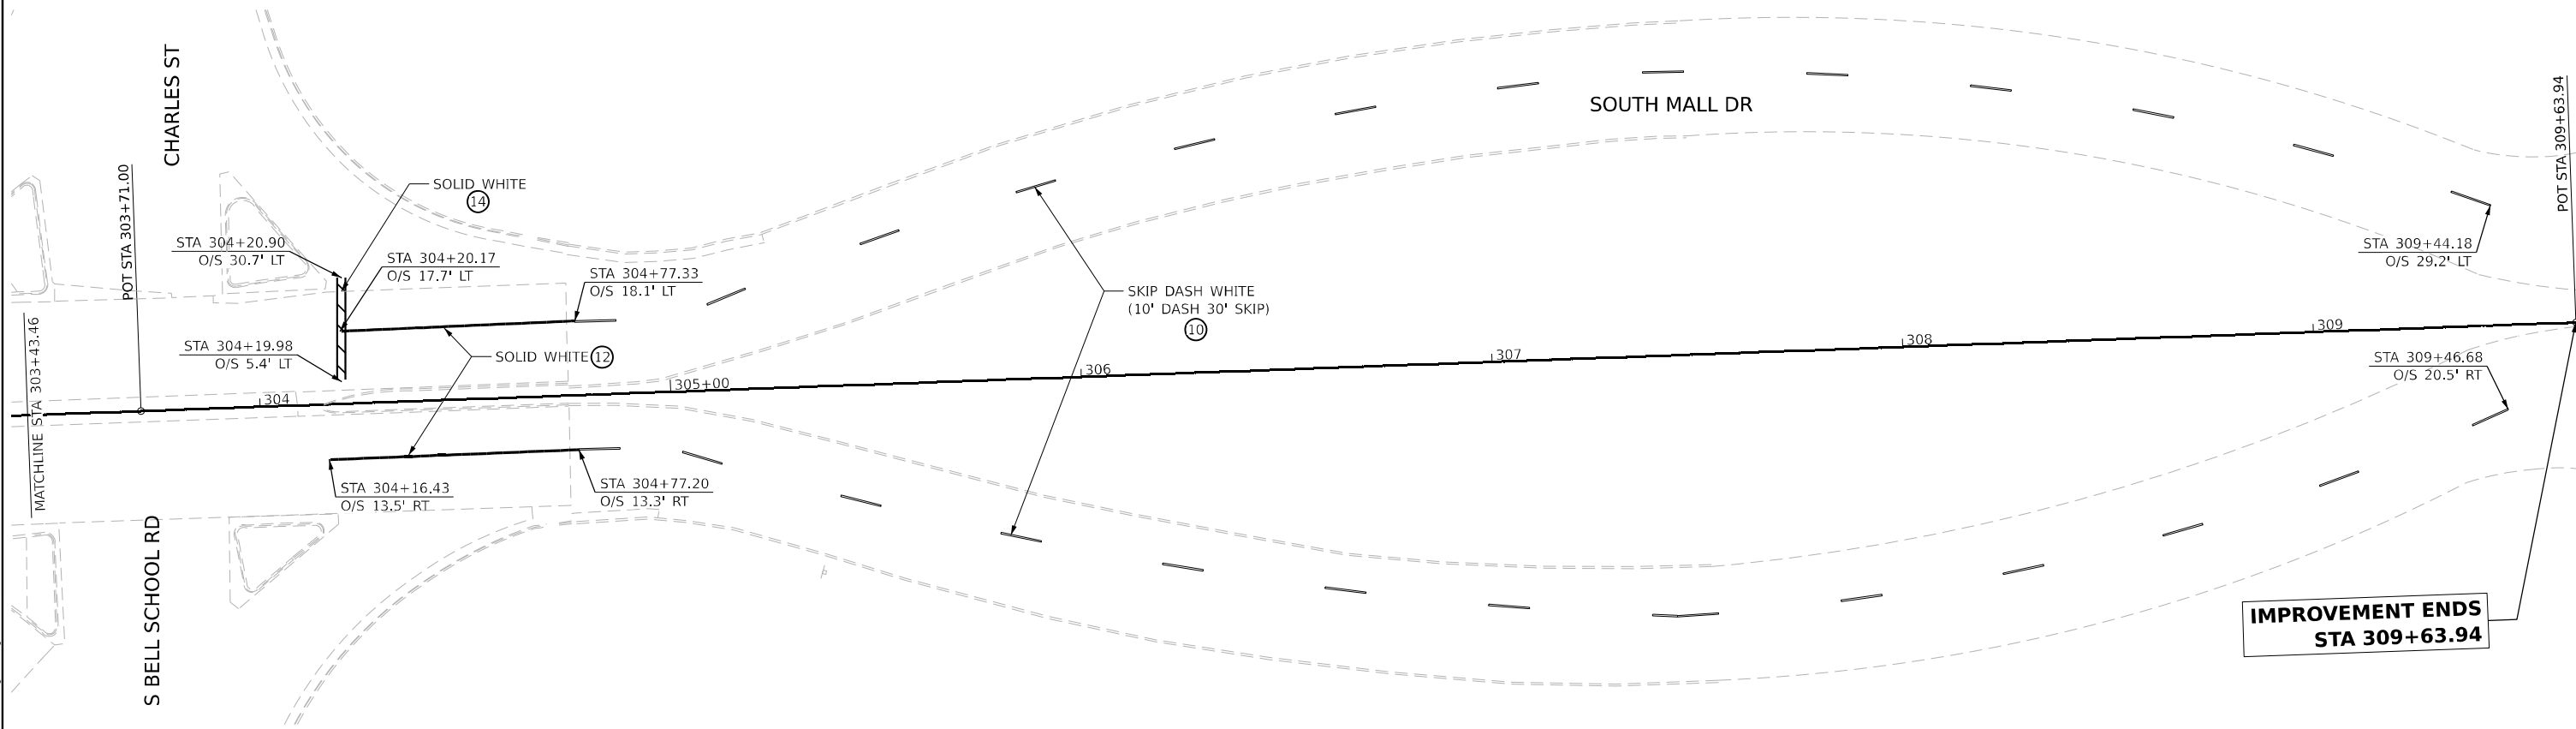 CHARLES ST
S BELL SCHOOL RD
SOUTH MALL DR
MATCHLINE STA 303+43.46
POT STA 303+71.00
SOLID WHITE
14
STA 304+20.90
O/S 30.7' LT
STA 304+20.17
O/S 17.7' LT
STA 304+77.33
O/S 18.1' LT
STA 304+19.98
O/S 5.4' LT
SOLID WHITE 12
STA 304+16.43
O/S 13.5' RT
STA 304+77.20
O/S 13.3' RT
SKIP DASH WHITE
(10' DASH 30' SKIP)
10
304
305+00
306
307
308
309
STA 309+44.18
O/S 29.2' LT
STA 309+46.68
O/S 20.5' RT
POT STA 309+63.94
IMPROVEMENT ENDS
STA 309+63.94